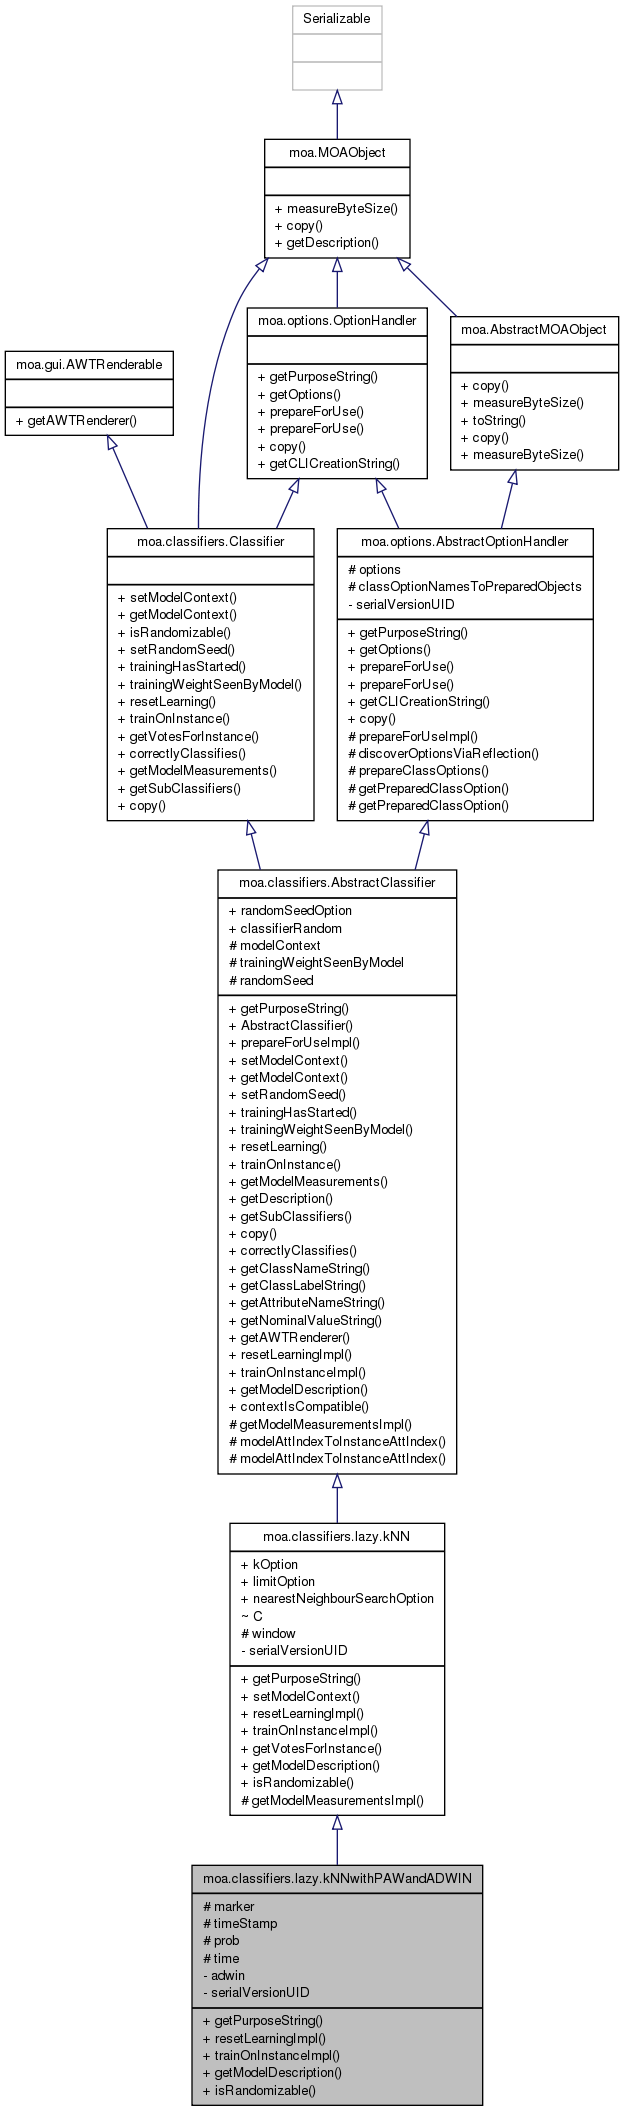 Serializable
moa.MOAObject
+ measureByteSize()
+ copy()
+ getDescription()
moa.gui.AWTRenderable
+ getAWTRenderer()
moa.options.OptionHandler
+ getPurposeString()
+ getOptions()
+ prepareForUse()
+ prepareForUse()
+ copy()
+ getCLICreationString()
moa.AbstractMOAObject
+ copy()
+ measureByteSize()
+ toString()
+ copy()
+ measureByteSize()
moa.classifiers.Classifier
+ setModelContext()
+ getModelContext()
+ isRandomizable()
+ setRandomSeed()
+ trainingHasStarted()
+ trainingWeightSeenByModel()
+ resetLearning()
+ trainOnInstance()
+ getVotesForInstance()
+ correctlyClassifies()
+ getModelMeasurements()
+ getSubClassifiers()
+ copy()
moa.options.AbstractOptionHandler
# options
# classOptionNamesToPreparedObjects
- serialVersionUID
+ getPurposeString()
+ getOptions()
+ prepareForUse()
+ prepareForUse()
+ getCLICreationString()
+ copy()
# prepareForUseImpl()
# discoverOptionsViaReflection()
# prepareClassOptions()
# getPreparedClassOption()
# getPreparedClassOption()
moa.classifiers.AbstractClassifier
+ randomSeedOption
+ classifierRandom
# modelContext
# trainingWeightSeenByModel
# randomSeed
+ getPurposeString()
+ AbstractClassifier()
+ prepareForUseImpl()
+ setModelContext()
+ getModelContext()
+ setRandomSeed()
+ trainingHasStarted()
+ trainingWeightSeenByModel()
+ resetLearning()
+ trainOnInstance()
+ getModelMeasurements()
+ getDescription()
+ getSubClassifiers()
+ copy()
+ correctlyClassifies()
+ getClassNameString()
+ getClassLabelString()
+ getAttributeNameString()
+ getNominalValueString()
+ getAWTRenderer()
+ resetLearningImpl()
+ trainOnInstanceImpl()
+ getModelDescription()
+ contextIsCompatible()
# getModelMeasurementsImpl()
# modelAttIndexToInstanceAttIndex()
# modelAttIndexToInstanceAttIndex()
moa.classifiers.lazy.kNN
+ kOption
+ limitOption
+ nearestNeighbourSearchOption
~ C
# window
- serialVersionUID
+ getPurposeString()
+ setModelContext()
+ resetLearningImpl()
+ trainOnInstanceImpl()
+ getVotesForInstance()
+ getModelDescription()
+ isRandomizable()
# getModelMeasurementsImpl()
moa.classifiers.lazy.kNNwithPAWandADWIN
# marker
# timeStamp
# prob
# time
- adwin
- serialVersionUID
+ getPurposeString()
+ resetLearningImpl()
+ trainOnInstanceImpl()
+ getModelDescription()
+ isRandomizable()